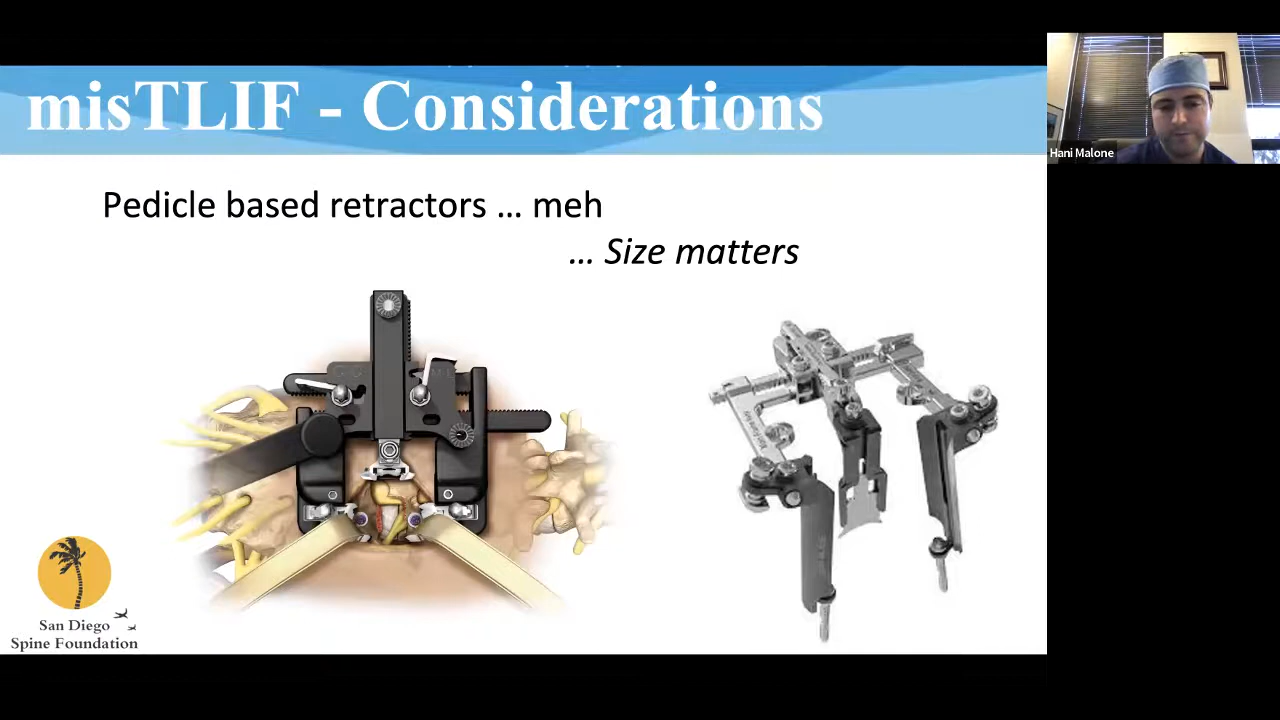 misTLIF - Considerations
Hani Malone
Pedicle based retractors ... meh
... Size matters
San Diego
Spine Foundation